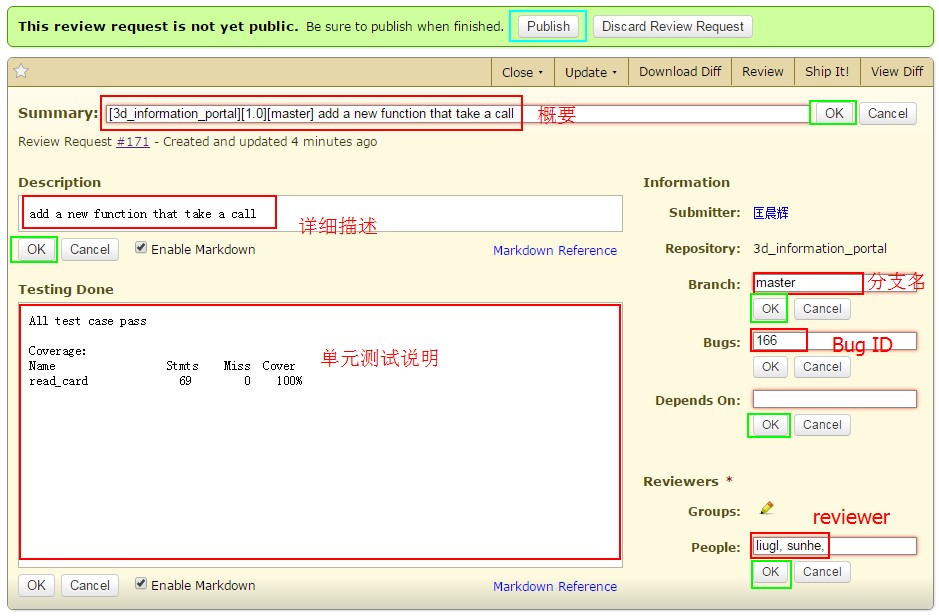 This review request is not yet public. Be sure to publish when finished. Publish Discard Review Request
Close Update Download Diff Review Ship It! View Diff
Summary: [3d_information_portal][1.0][master] add a new function that take a call 概要 OK Cancel
Review Request #171 - Created and updated 4 minutes ago
Description
add a new function that take a call
详细描述
OK Cancel Enable Markdown Markdown Reference
Testing Done
All test case pass
Coverage:
Name Stmts Miss Cover
read_card 69 0 100%
单元测试说明
OK Cancel Enable Markdown Markdown Reference
Information
Submitter: 匡晨辉
Repository: 3d_information_portal
Branch: master 分支名
OK Cancel
Bugs: 166 Bug ID
OK Cancel
Depends On:
OK Cancel
Reviewers *
Groups:
reviewer
People: liugl, sunhe,
OK Cancel